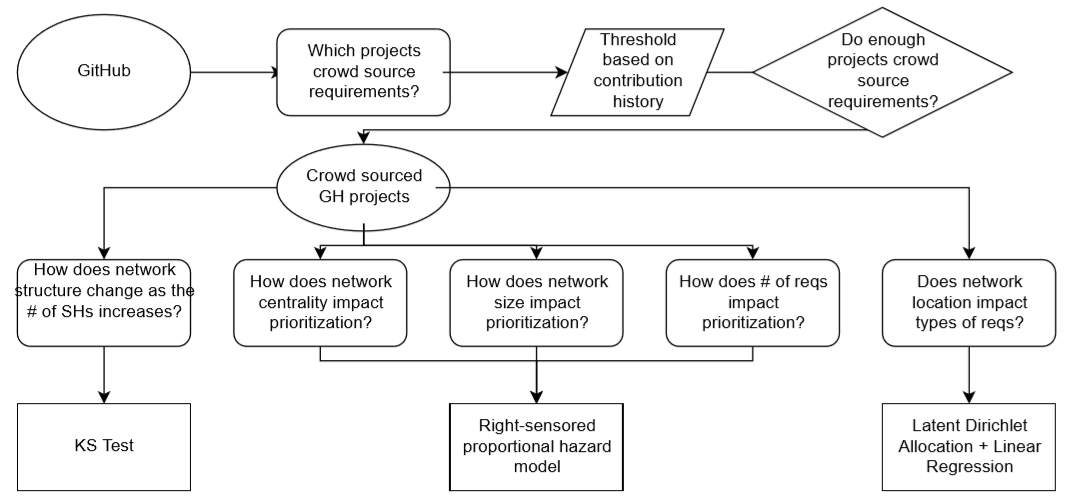 GitHub
Which projects
crowd source
requirements?
Threshold
based on
contribution
history
Do enough
projects crowd
source
requirements?
Crowd sourced
GH projects
How does network
structure change as the
# of SHs increases?
How does network
centrality impact
prioritization?
How does network
size impact
prioritization?
How does # of reqs
impact
prioritization?
Does network
location impact
types of reqs?
KS Test
Right-sensored
proportional hazard
model
Latent Dirichlet
Allocation + Linear
Regression